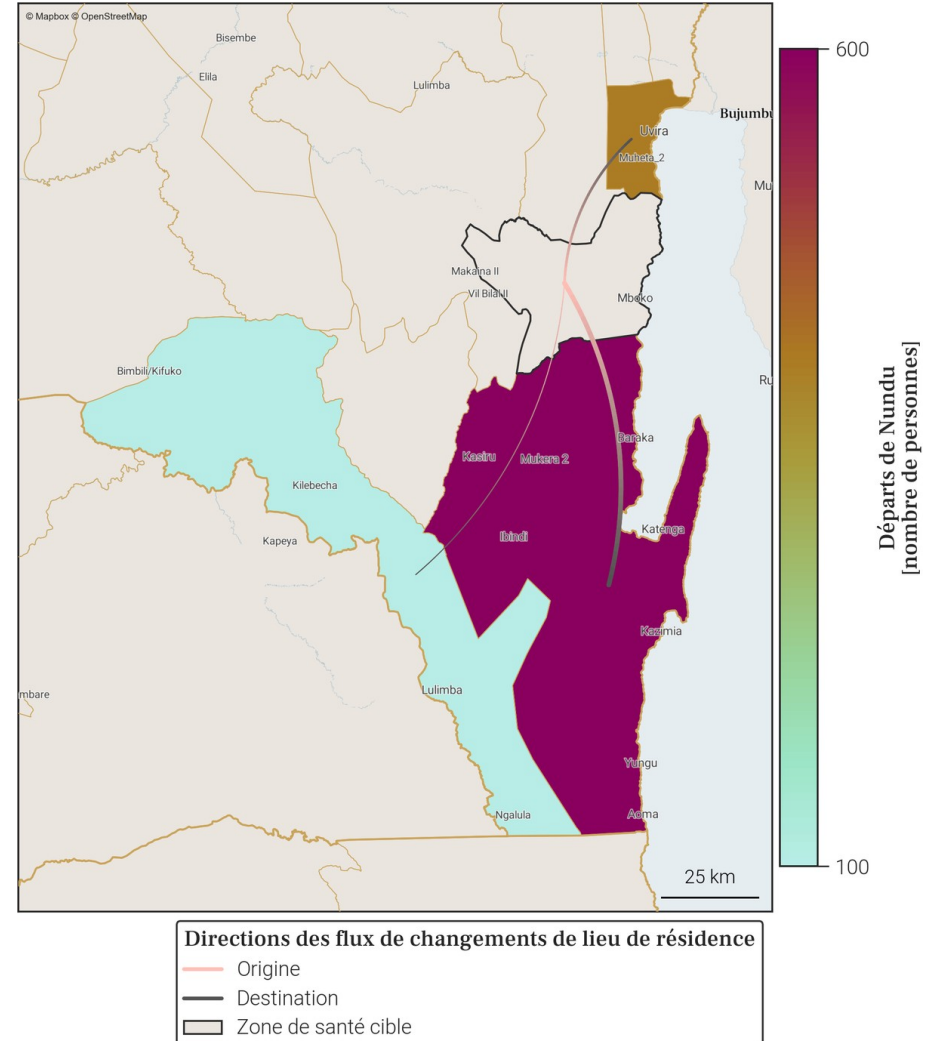 © Mapbox © OpenStreetMap
Bisembe
Elila
Lulimba
Bujumbu
Uvira
Muheta_2
Mu
Makaina II
Vil Bilal II
Mboko
Bimbili/Kifuko
Ru
Baraka
Kasiru
Mukera 2
Kilebecha
Katenga
Kapeya
Ibindi
Kazimia
Lulimba
mbare
Yungu
Ngalula
Aoma
25 km
600
100
Départs de Nundu
[nombre de personnes]
Directions des flux de changements de lieu de résidence
Origine
Destination
Zone de santé cible